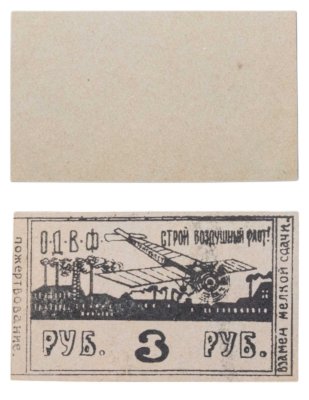 О·Д·В·Ф·
СТРОЙ ВОЗДУШНЫЙ ФЛОТ!
пожертвование.
взамен мелкой сдачи.
РУБ. 3 РУБ.